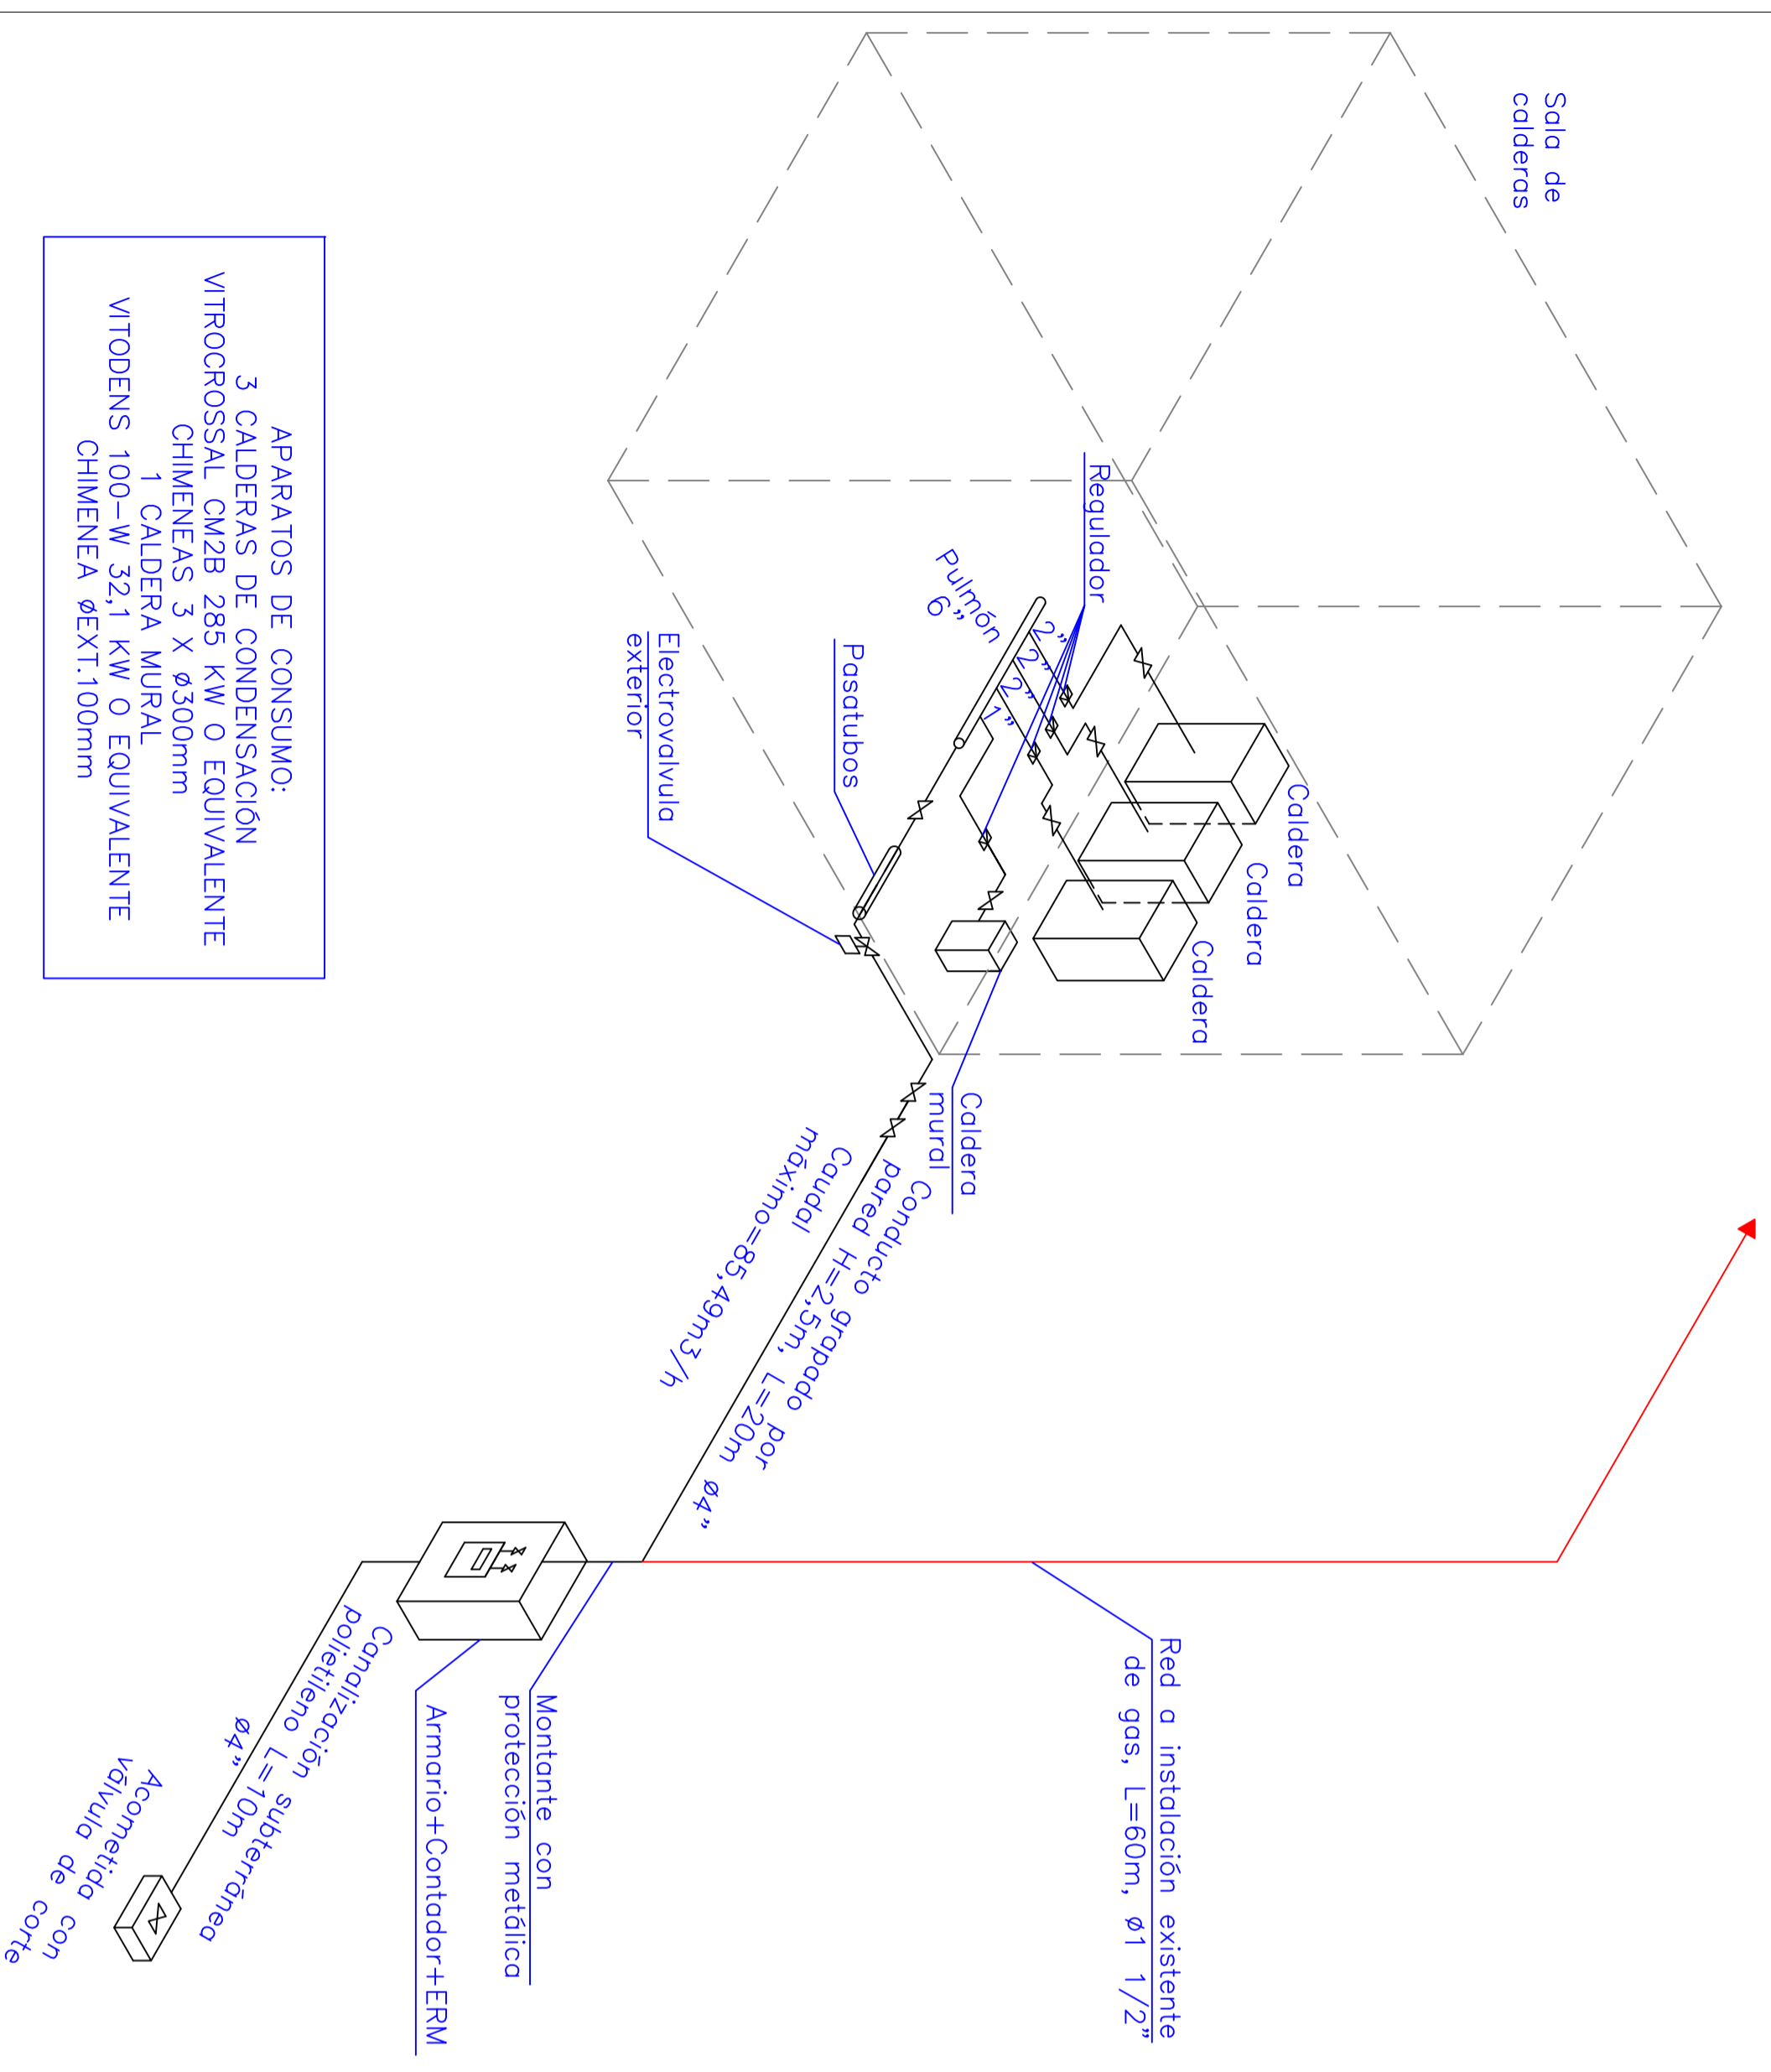 Sala de
calderas
Regulador
Pulmón
6"
2"
2"
2"
1"
Caldera
Caldera
Caldera
Pasatubos
Electrovalvula
exterior
Caldera
mural
Conducto grapado por
pared H=2,5m, L=20m ø4"
Caudal
máximo=85,49m3/h
Red a instalación existente
de gas, L=60m, ø1 1/2"
Montante con
protección metálica
Armario+Contador+ERM
Canalización subterránea
polietileno L=10m
ø4"
Acometida con
válvula de corte
APARATOS DE CONSUMO:
3 CALDERAS DE CONDENSACIÓN
VITROCROSSAL CM2B 285 KW O EQUIVALENTE
CHIMENEAS 3 X ø300mm
1 CALDERA MURAL
VITODENS 100-W 32,1 KW O EQUIVALENTE
CHIMENEA øEXT.100mm